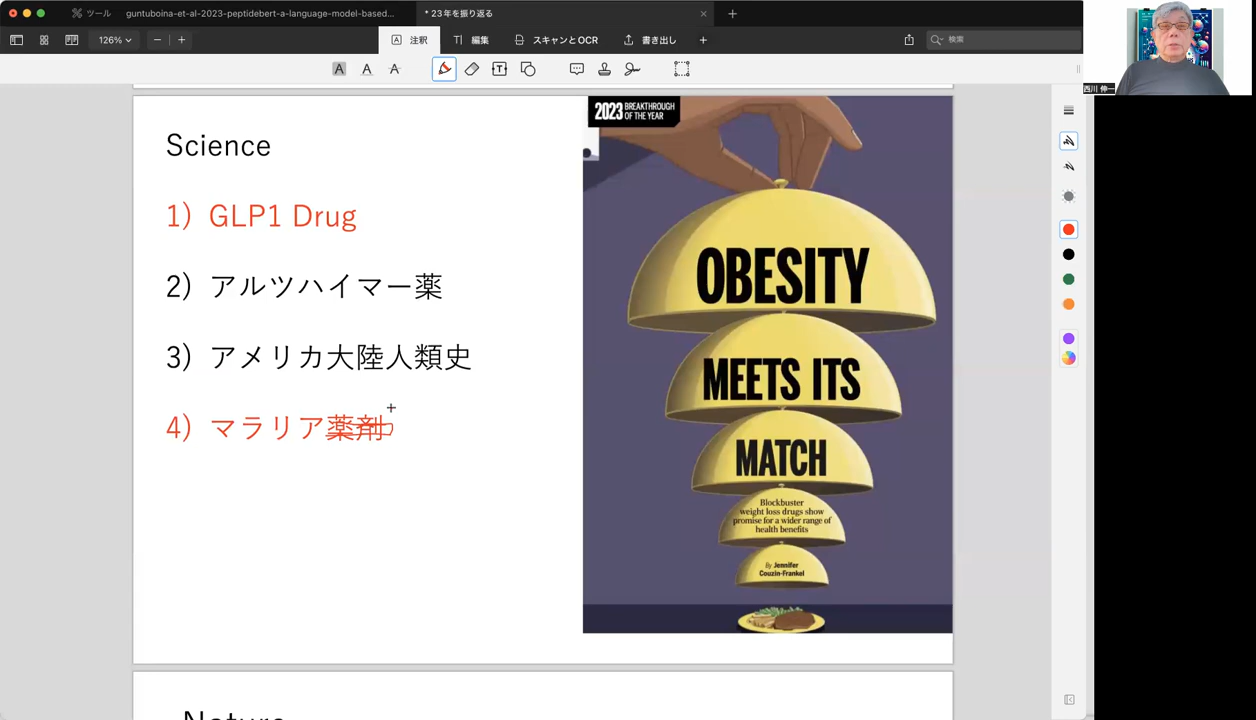 ツール
guntuboina-et-al-2023-peptidebert-a-language-model-based...
* 23年を振り返る
126%
注釈
編集
スキャンとOCR
書き出し
検索
A
A
A
T
西川 伸一
Science
1) GLP1 Drug
2) アルツハイマー薬
3) アメリカ大陸人類史
4) マラリア薬剤
2023 BREAKTHROUGH
OF THE YEAR
OBESITY
MEETS ITS
MATCH
Blockbuster
weight loss drugs show
promise for a wider range of
health benefits
By Jennifer
Couzin-Frankel
Nature